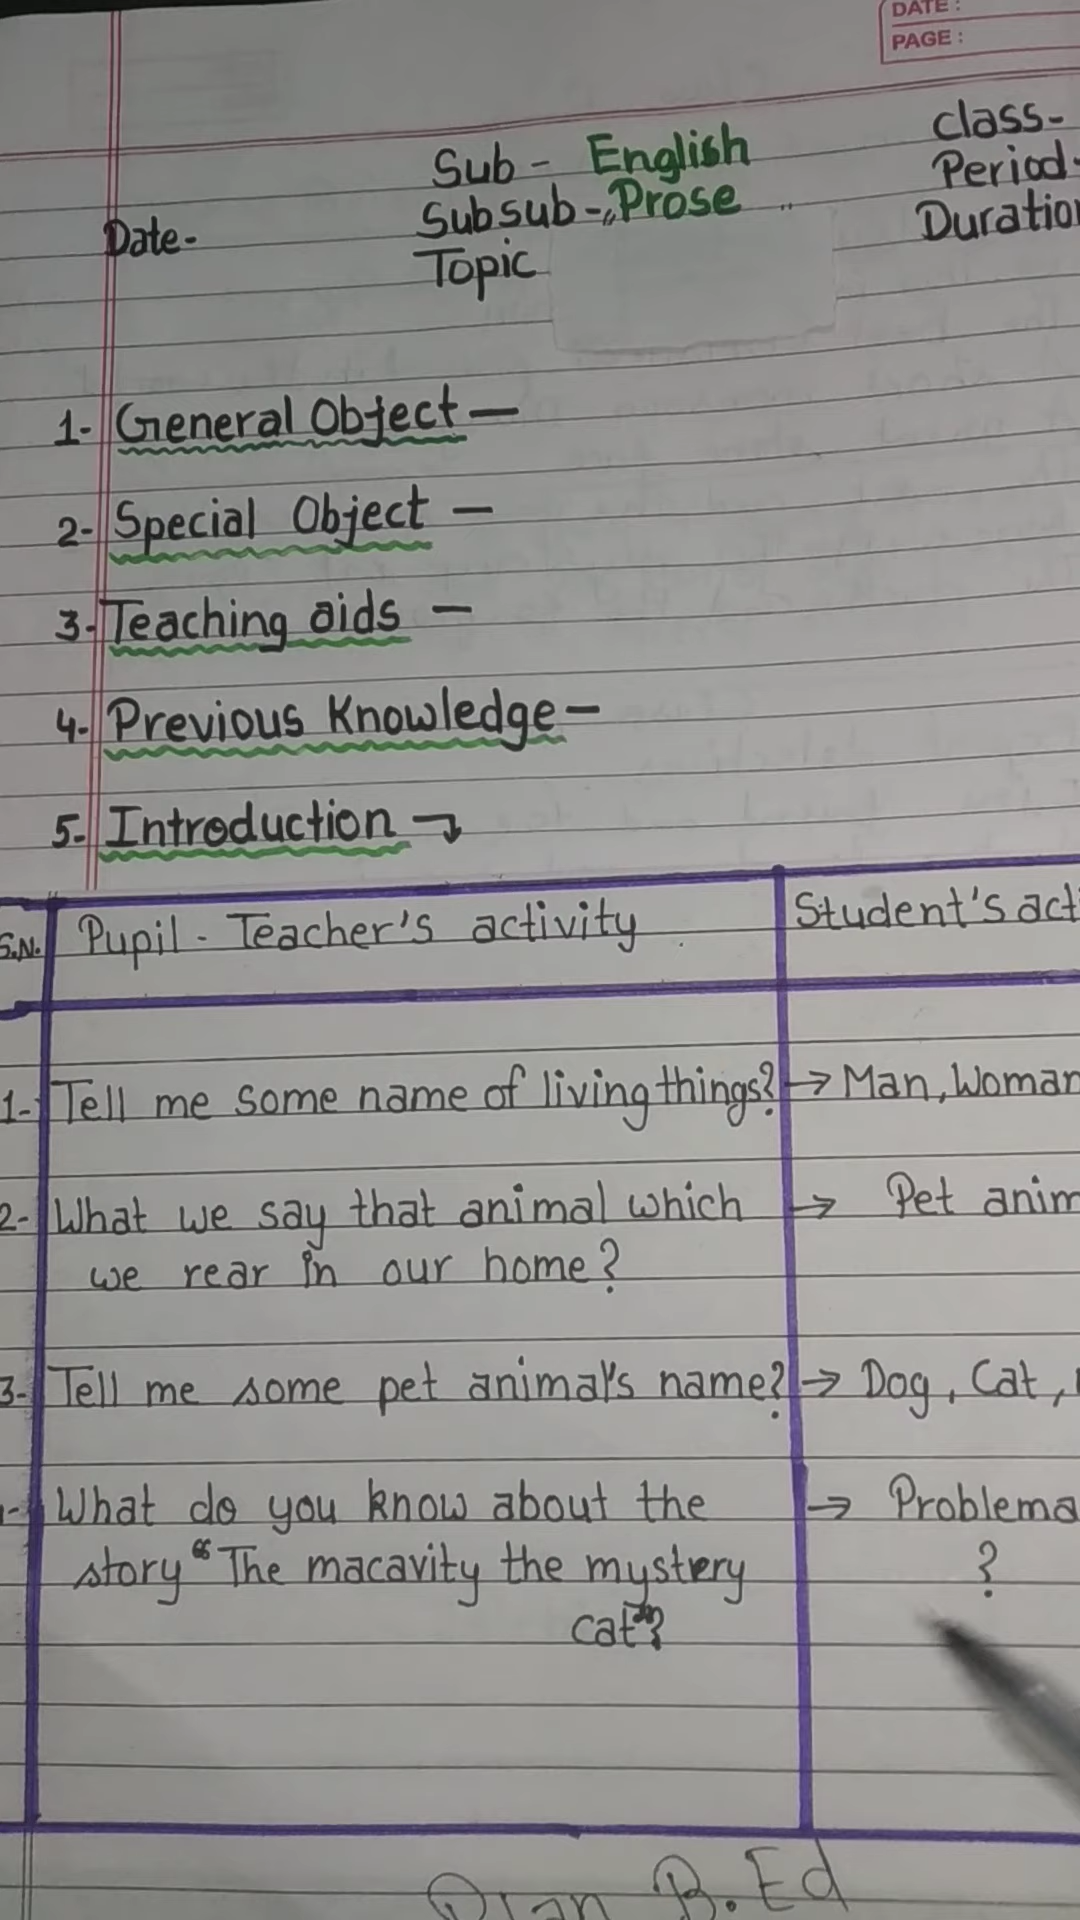 DATE :
PAGE :
Sub - English
Class-
Subsub-,,Prose ,,
Period-
Date-
Topic
Duration
1- General Object —
2- Special Object —
3- Teaching aids —
4- Previous Knowledge —
5- Introduction →
S.N. Pupil - Teacher's activity Student's acti
1- Tell me some name of living things? → Man, Woman
2- What we say that animal which → Pet anim
we rear in our home?
3- Tell me some pet animal's name? → Dog, Cat,
What do you know about the → Problema
story "The macavity the mystery ?
cat"?
B.Ed